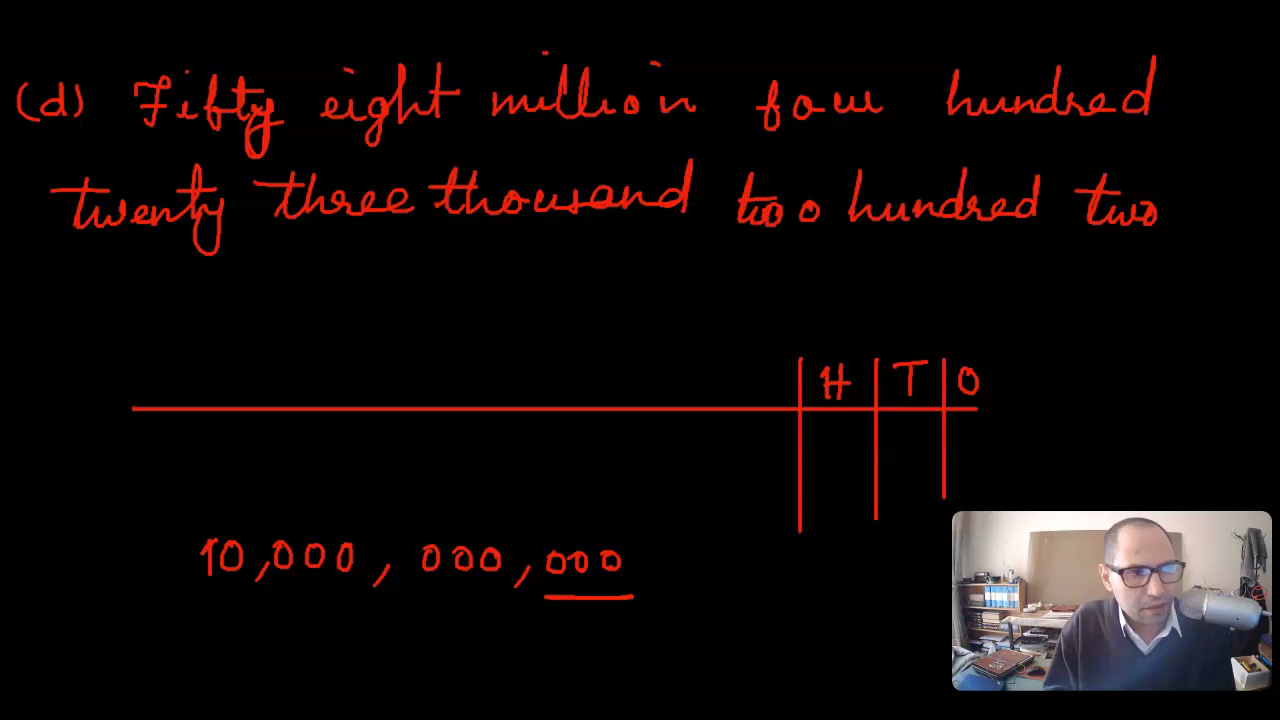 (d) Fifty eight million four hundred
twenty three thousand two hundred two
H T O
10,000,000,000